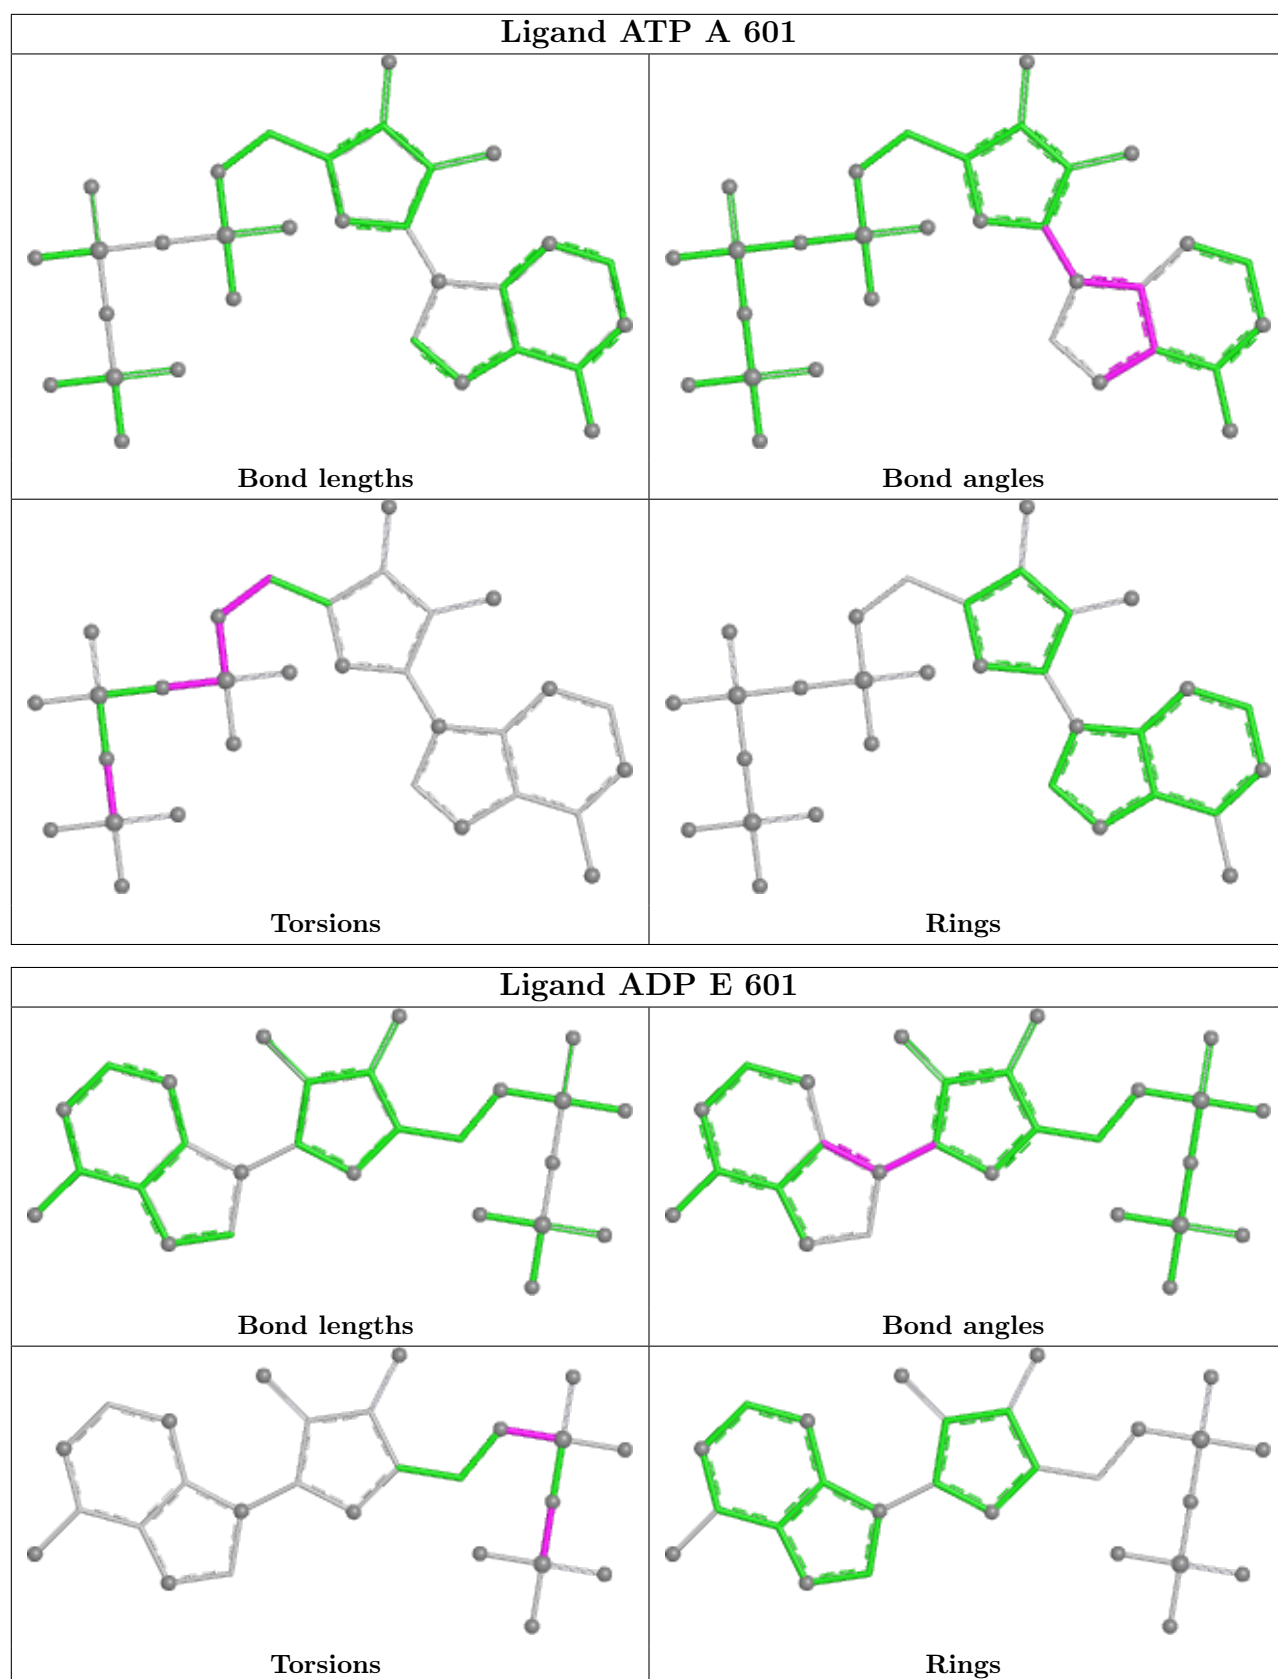 Ligand ATP A 601
Bond lengths
Bond angles
Torsions
Rings
Ligand ADP E 601
Bond lengths
Bond angles
Torsions
Rings